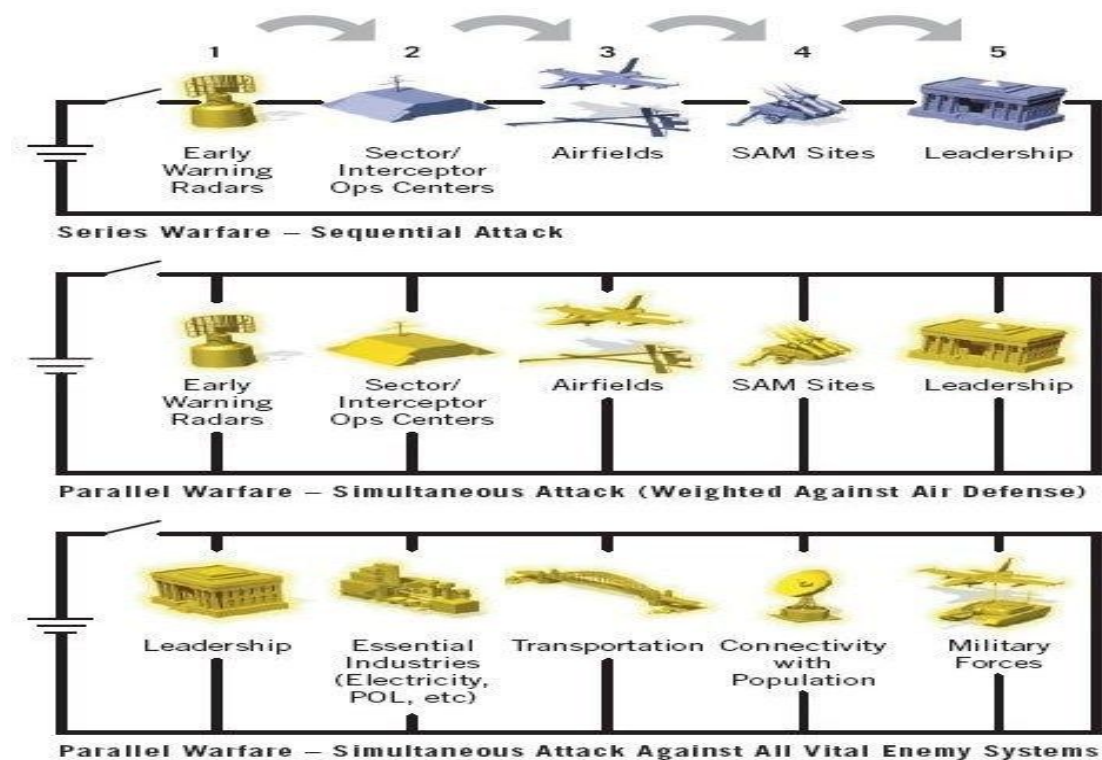 1 2 3 4 5
Early Warning Radars
Sector/ Interceptor Ops Centers
Airfields
SAM Sites
Leadership
Series Warfare – Sequential Attack
Early Warning Radars
Sector/ Interceptor Ops Centers
Airfields
SAM Sites
Leadership
Parallel Warfare – Simultaneous Attack (Weighted Against Air Defense)
Leadership
Essential Industries (Electricity, POL, etc)
Transportation
Connectivity with Population
Military Forces
Parallel Warfare – Simultaneous Attack Against All Vital Enemy Systems